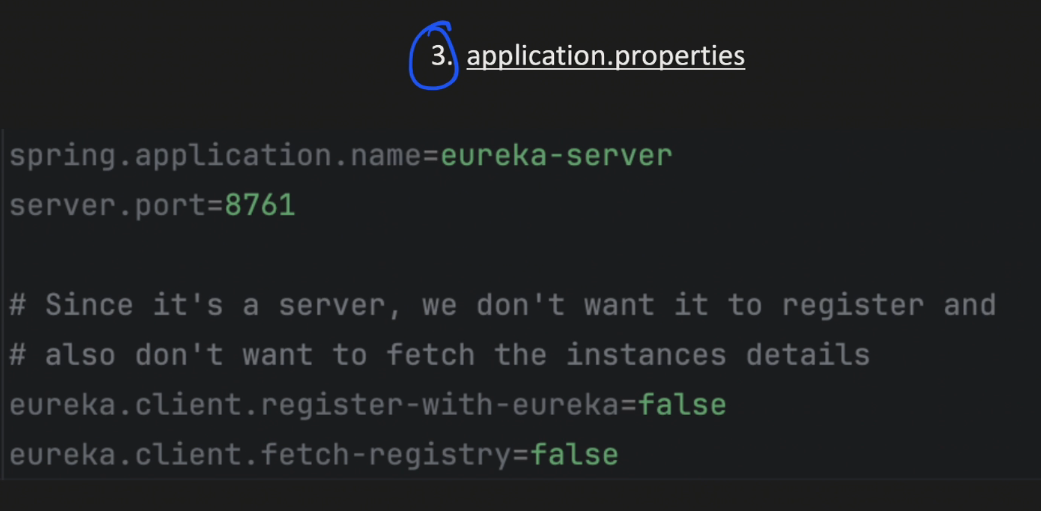 3. application.properties
spring.application.name=eureka-server
server.port=8761
# Since it's a server, we don't want it to register and
# also don't want to fetch the instances details
eureka.client.register-with-eureka=false
eureka.client.fetch-registry=false